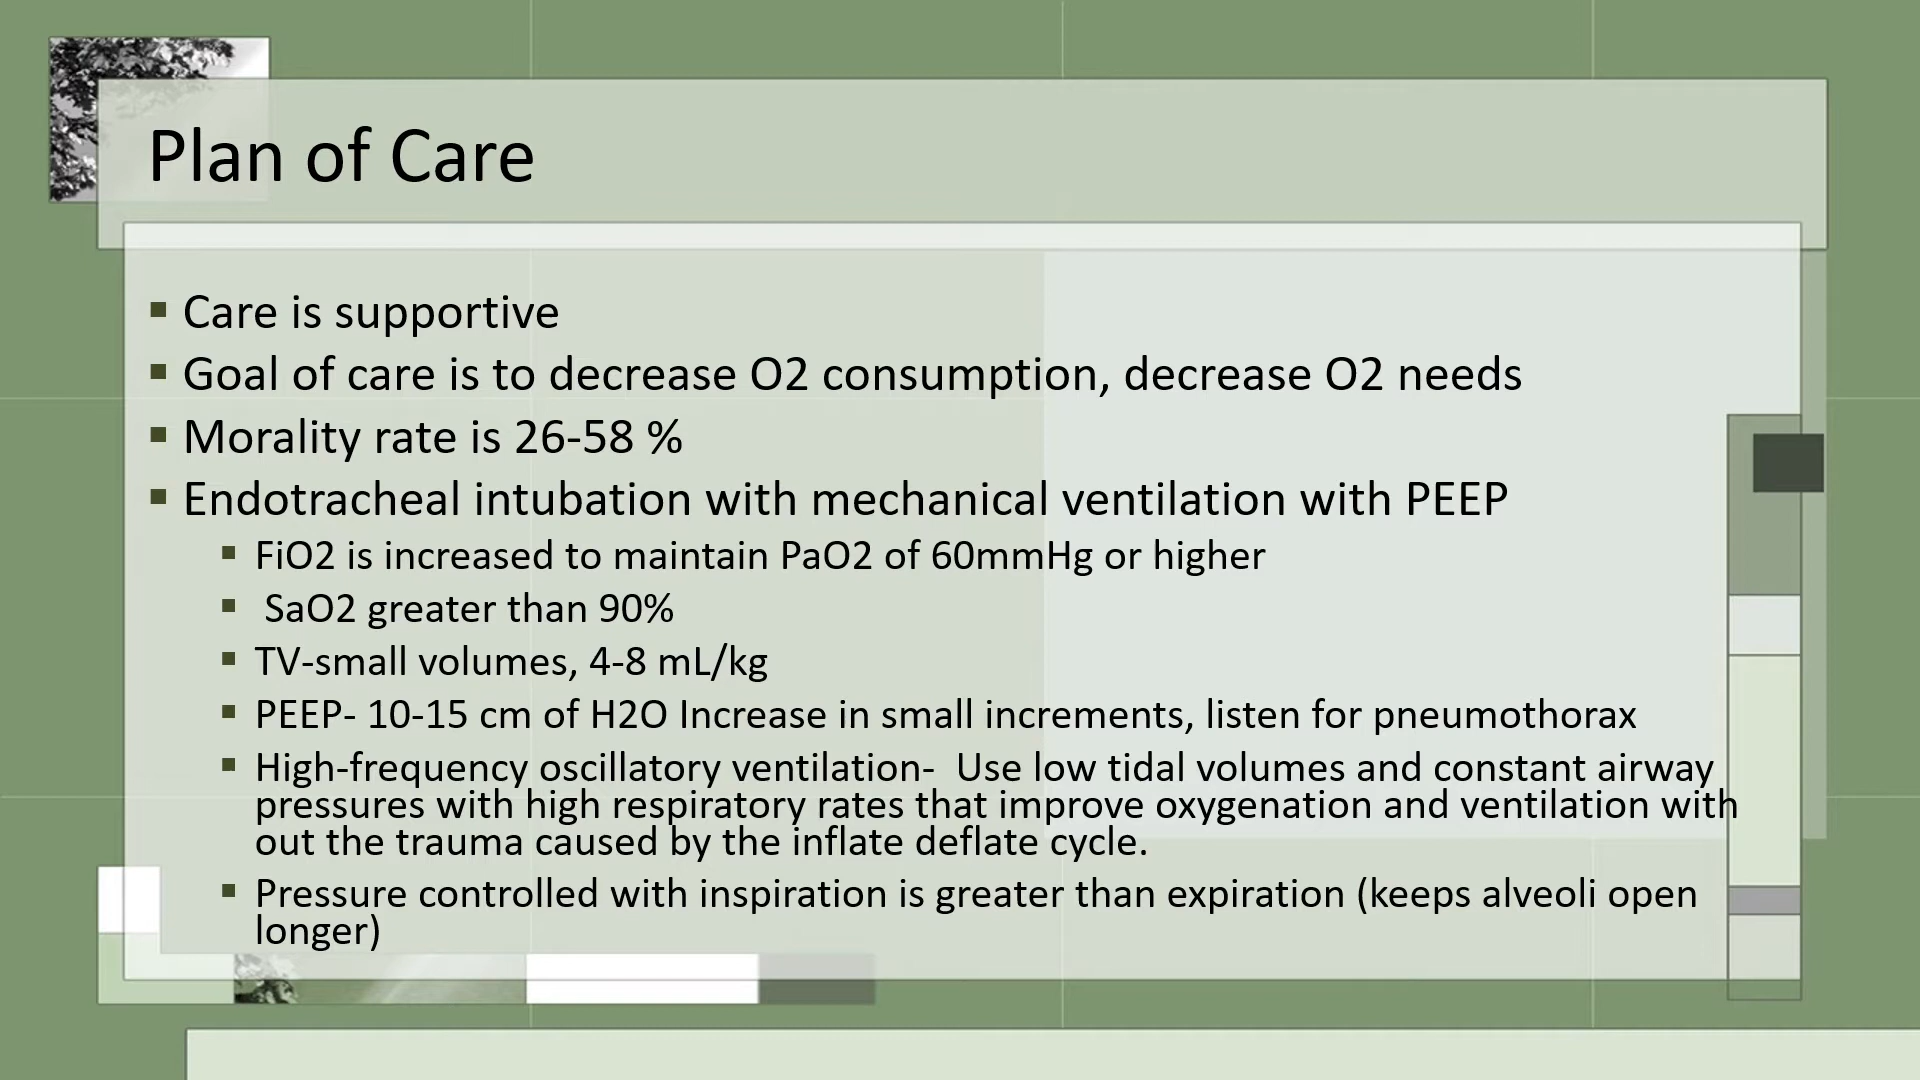 Plan of Care
▪ Care is supportive
▪ Goal of care is to decrease O2 consumption, decrease O2 needs
▪ Morality rate is 26-58 %
▪ Endotracheal intubation with mechanical ventilation with PEEP
▪ FiO2 is increased to maintain PaO2 of 60mmHg or higher
▪ SaO2 greater than 90%
▪ TV-small volumes, 4-8 mL/kg
▪ PEEP- 10-15 cm of H2O Increase in small increments, listen for pneumothorax
▪ High-frequency oscillatory ventilation-  Use low tidal volumes and constant airway
pressures with high respiratory rates that improve oxygenation and ventilation with
out the trauma caused by the inflate deflate cycle.
▪ Pressure controlled with inspiration is greater than expiration (keeps alveoli open
longer)